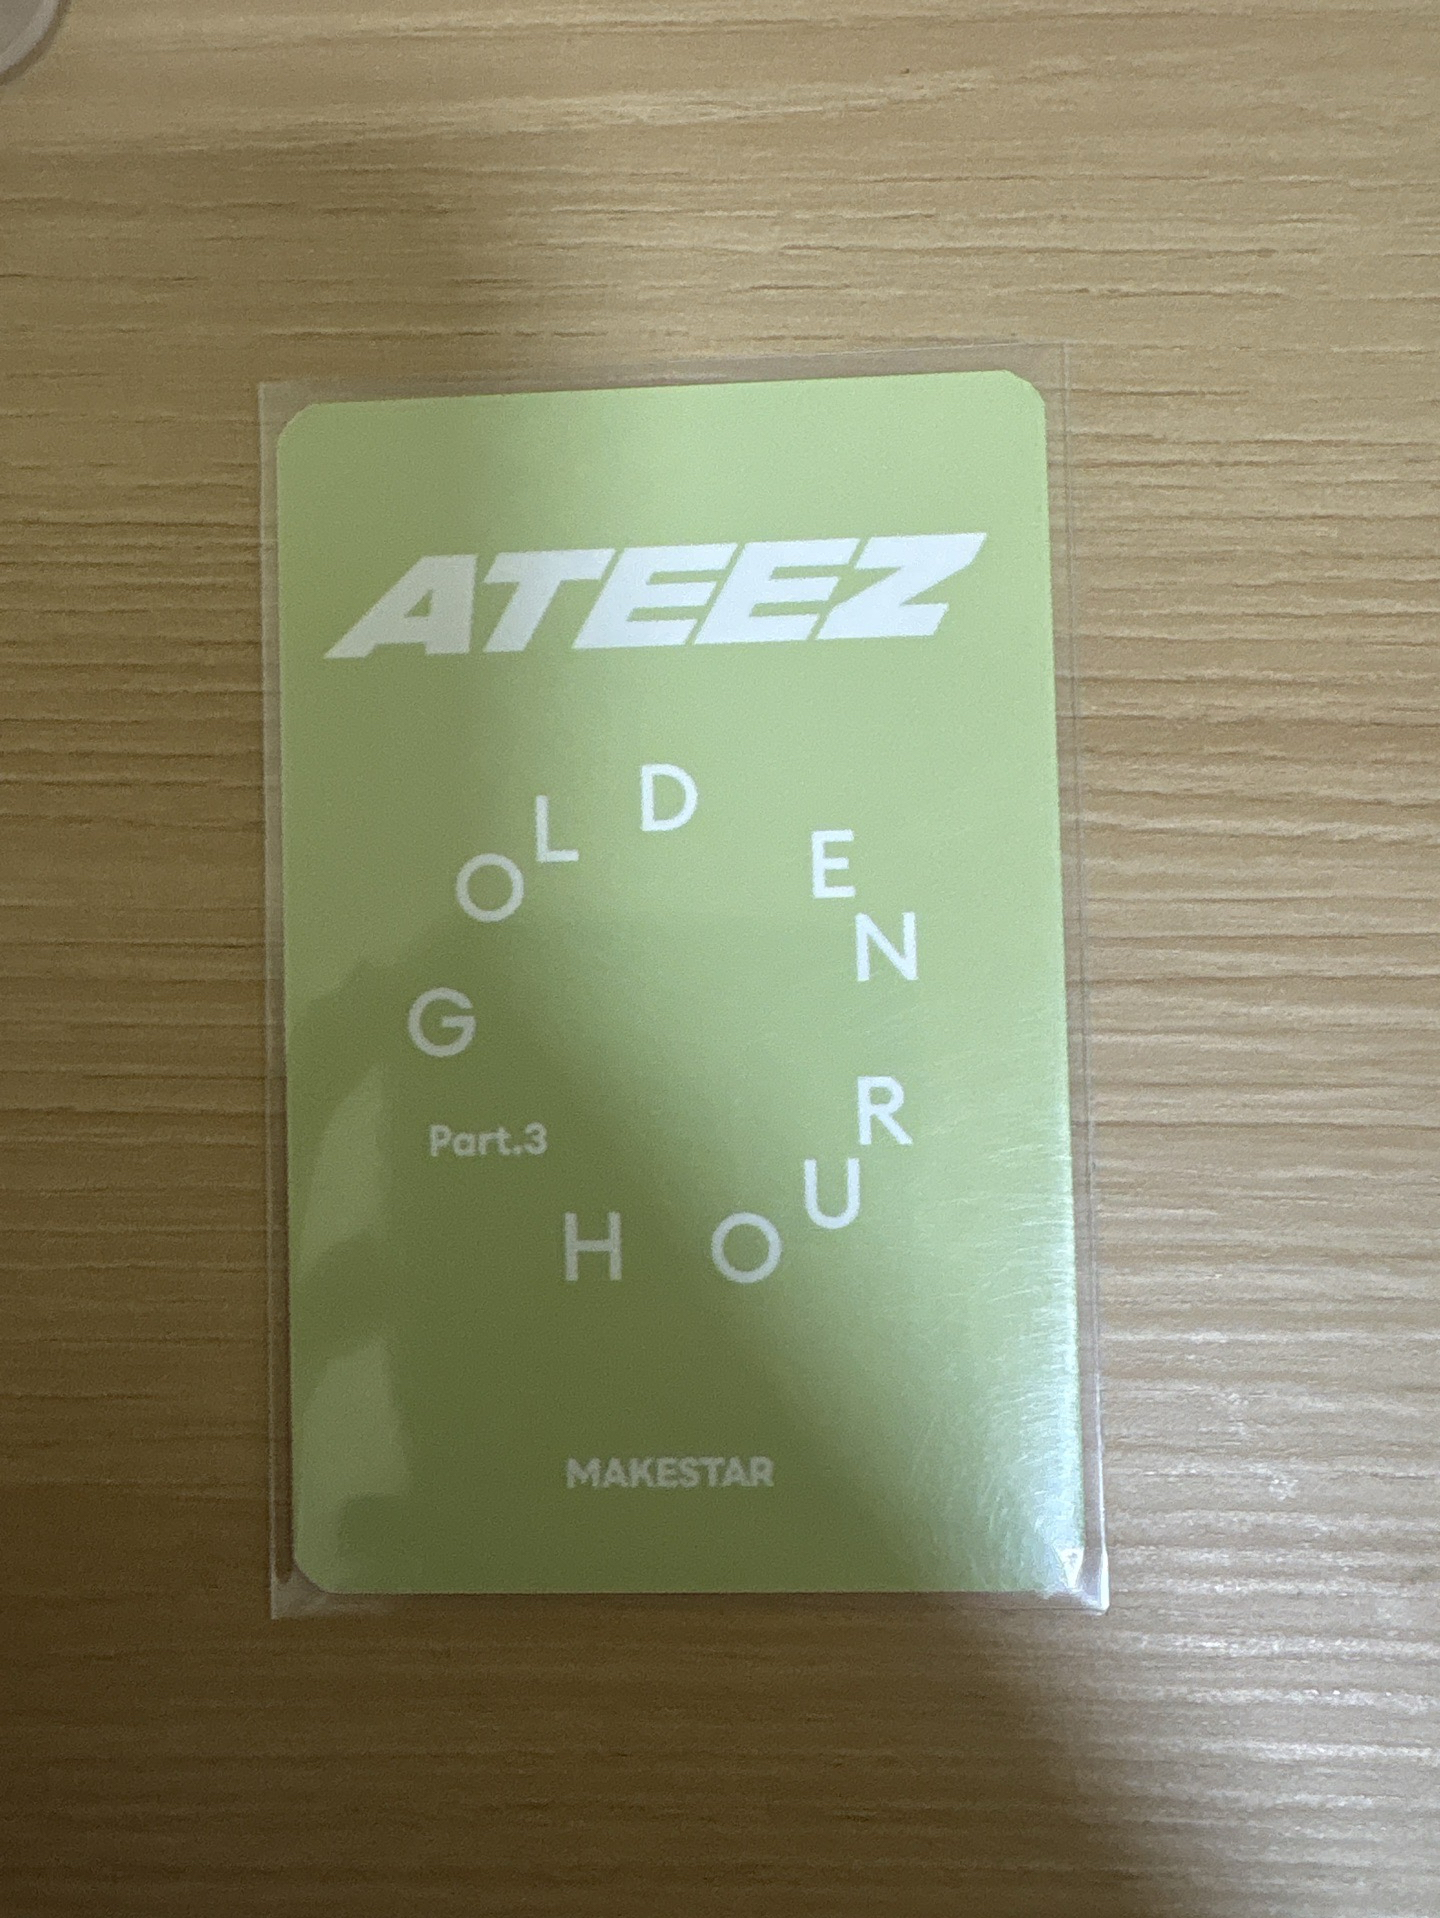 ATEEZ
GOLDEN
HOUR
Part.3
MAKESTAR